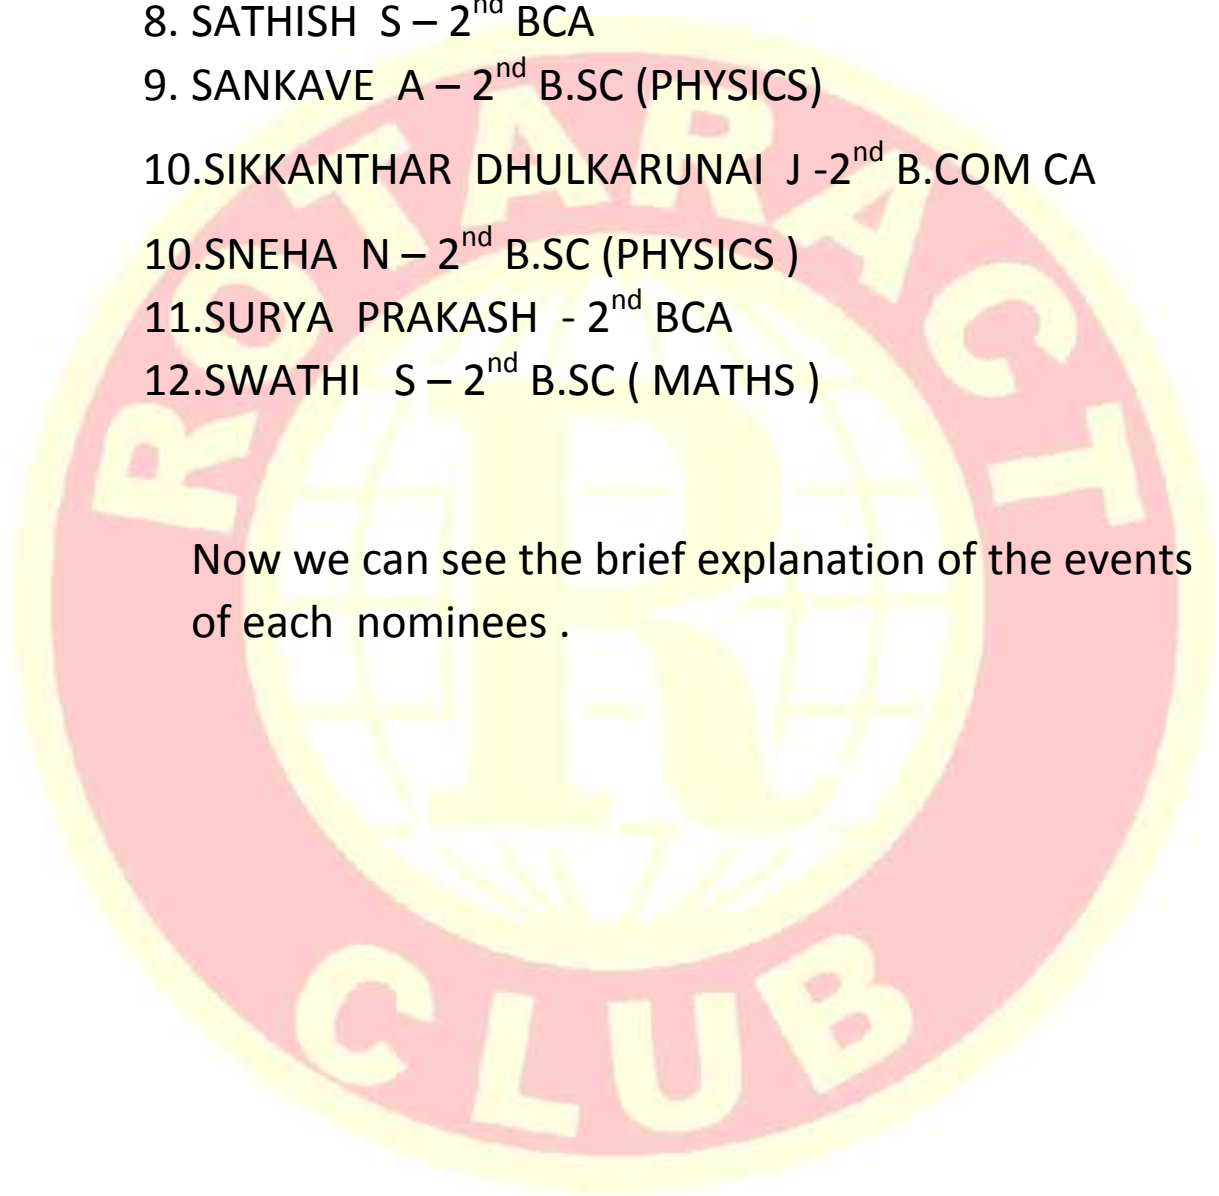 8. SATHISH  S – 2nd BCA
9. SANKAVE  A – 2nd B.SC (PHYSICS)
10.SIKKANTHAR  DHULKARUNAI  J -2nd B.COM CA
10.SNEHA  N – 2nd B.SC (PHYSICS )
11.SURYA  PRAKASH  - 2nd BCA
12.SWATHI   S – 2nd B.SC ( MATHS )
Now we can see the brief explanation of the events
of each  nominees .
ROTARACT
R
CLUB